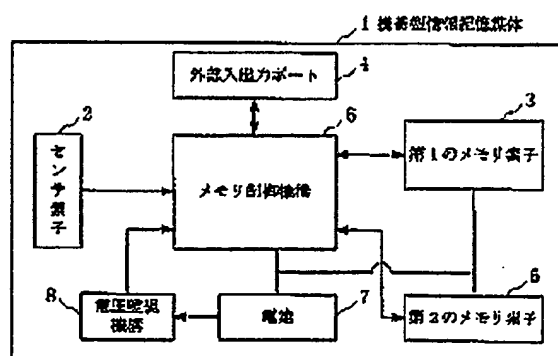 1 携帯型情報記憶媒体
外部入出力ポート
4
2
センサ素子
6
メモリ制御機構
3
第1のメモリ素子
8
電圧監視
機構
電池
7
5
第2のメモリ素子